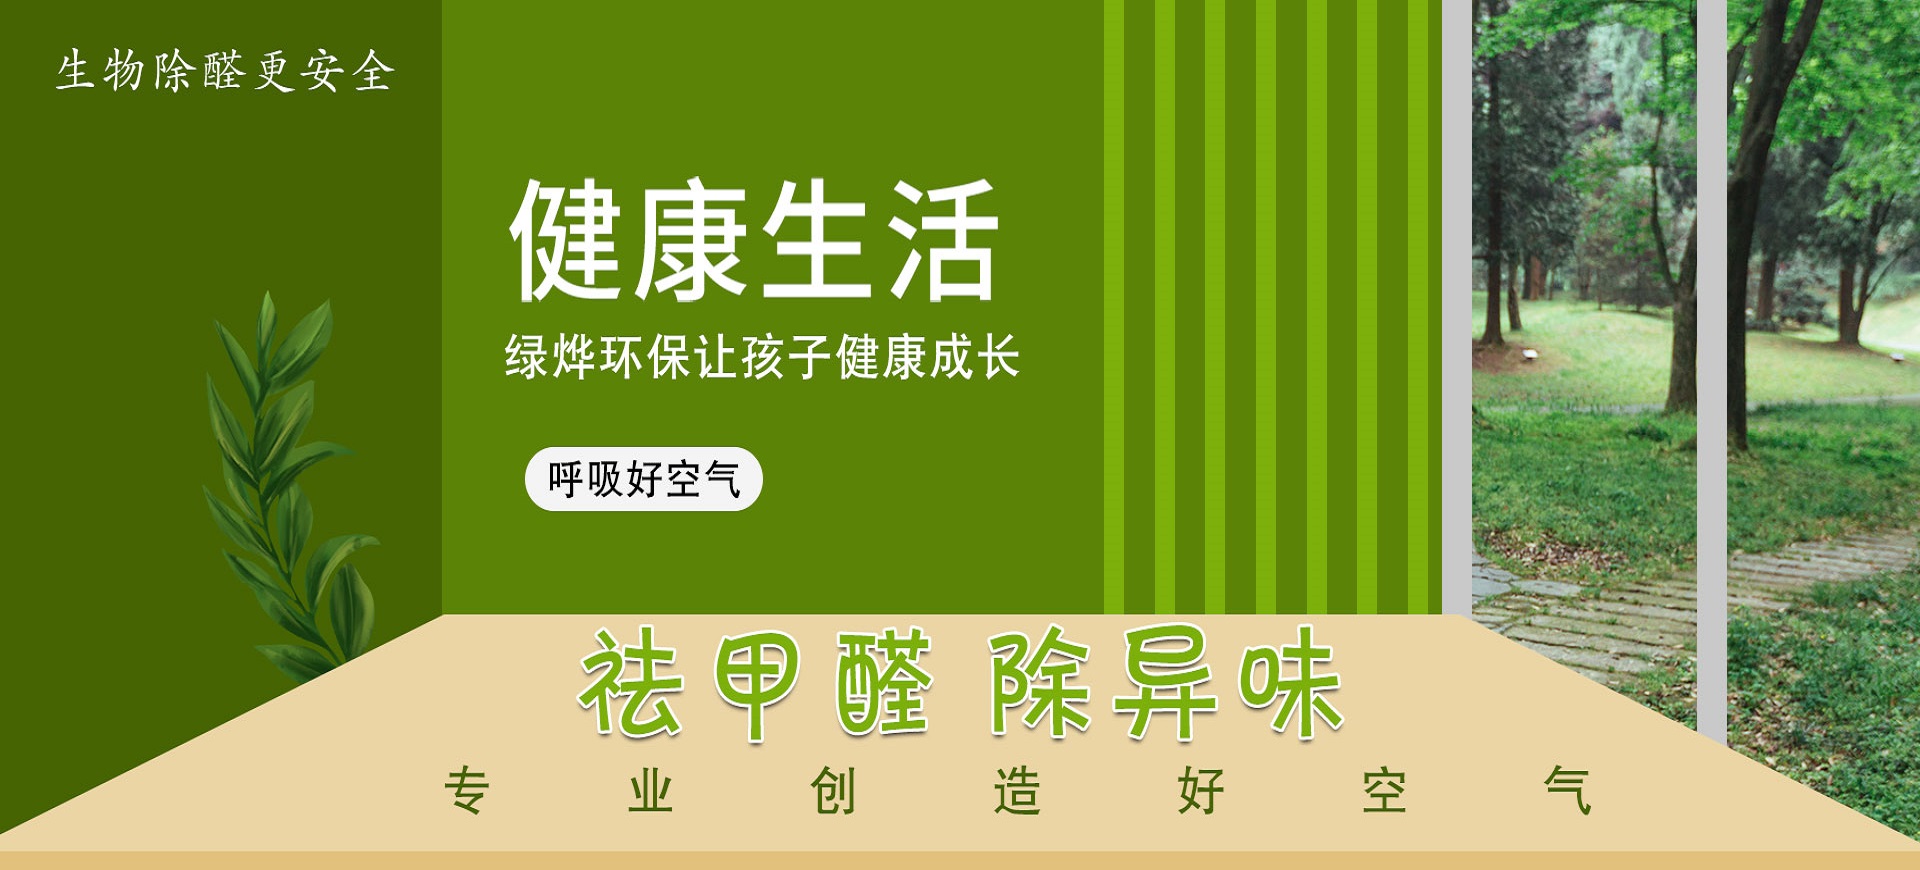 生物除醛更安全
健康生活
绿烨环保让孩子健康成长
呼吸好空气
祛甲醛 除异味
专业创造好空气